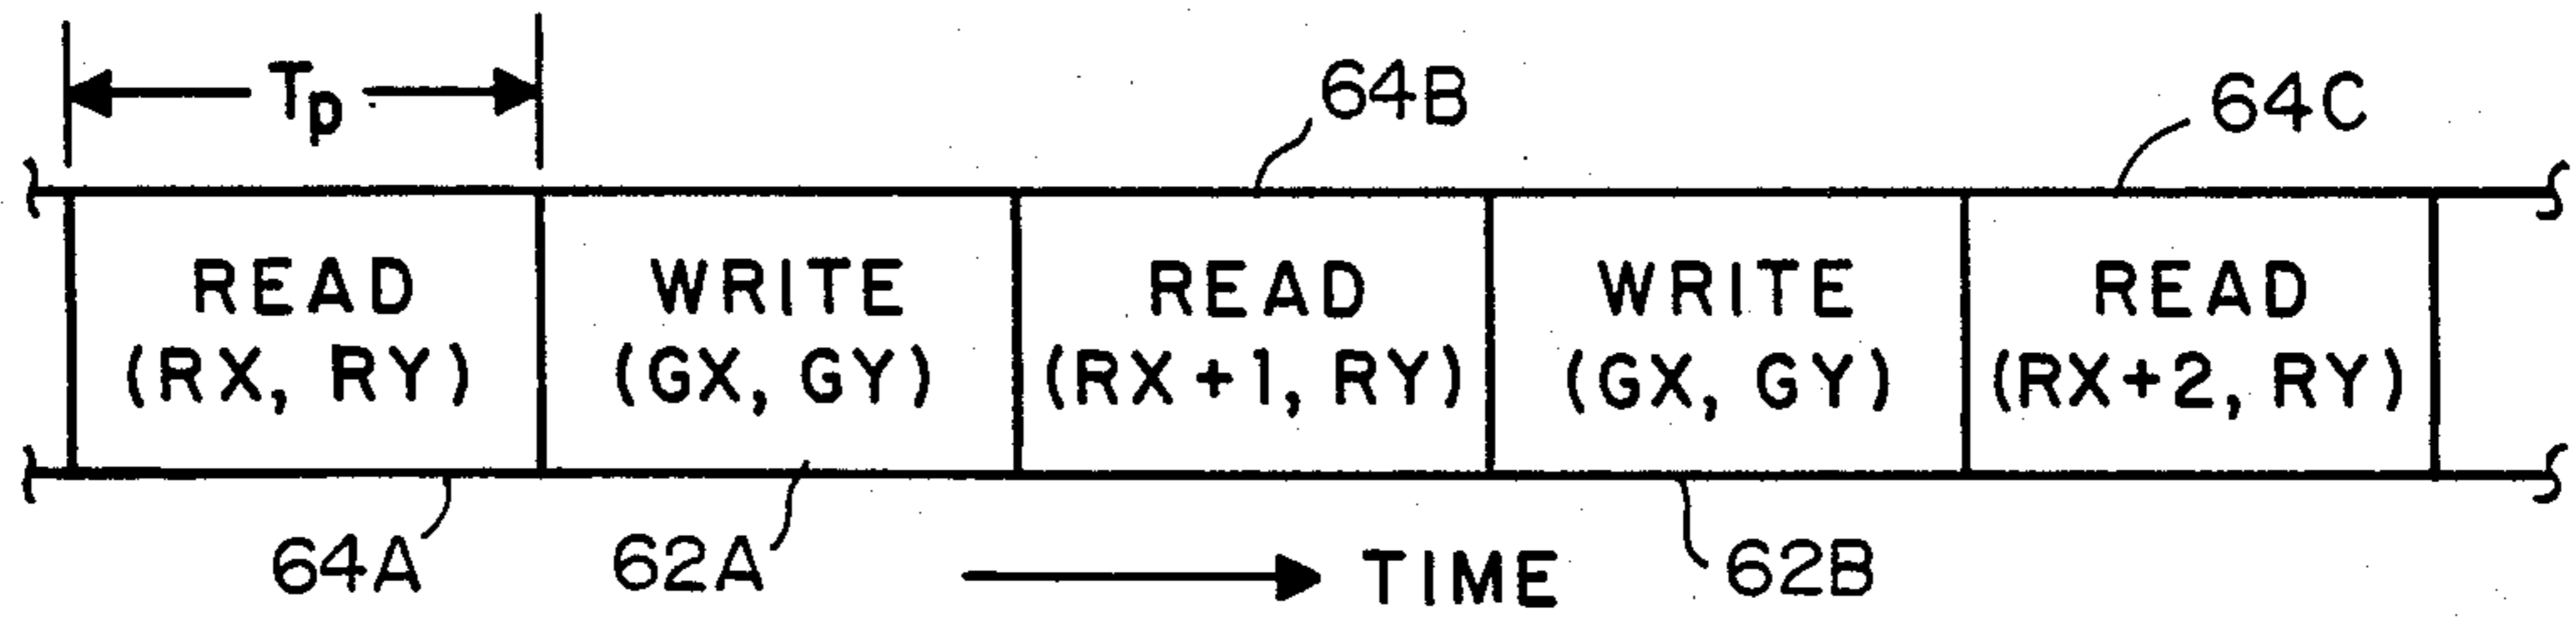 Tp
64B
64C
READ WRITE READ WRITE READ
(RX, RY) (GX, GY) (RX+1, RY) (GX, GY) (RX+2, RY)
64A 62A TIME 62B